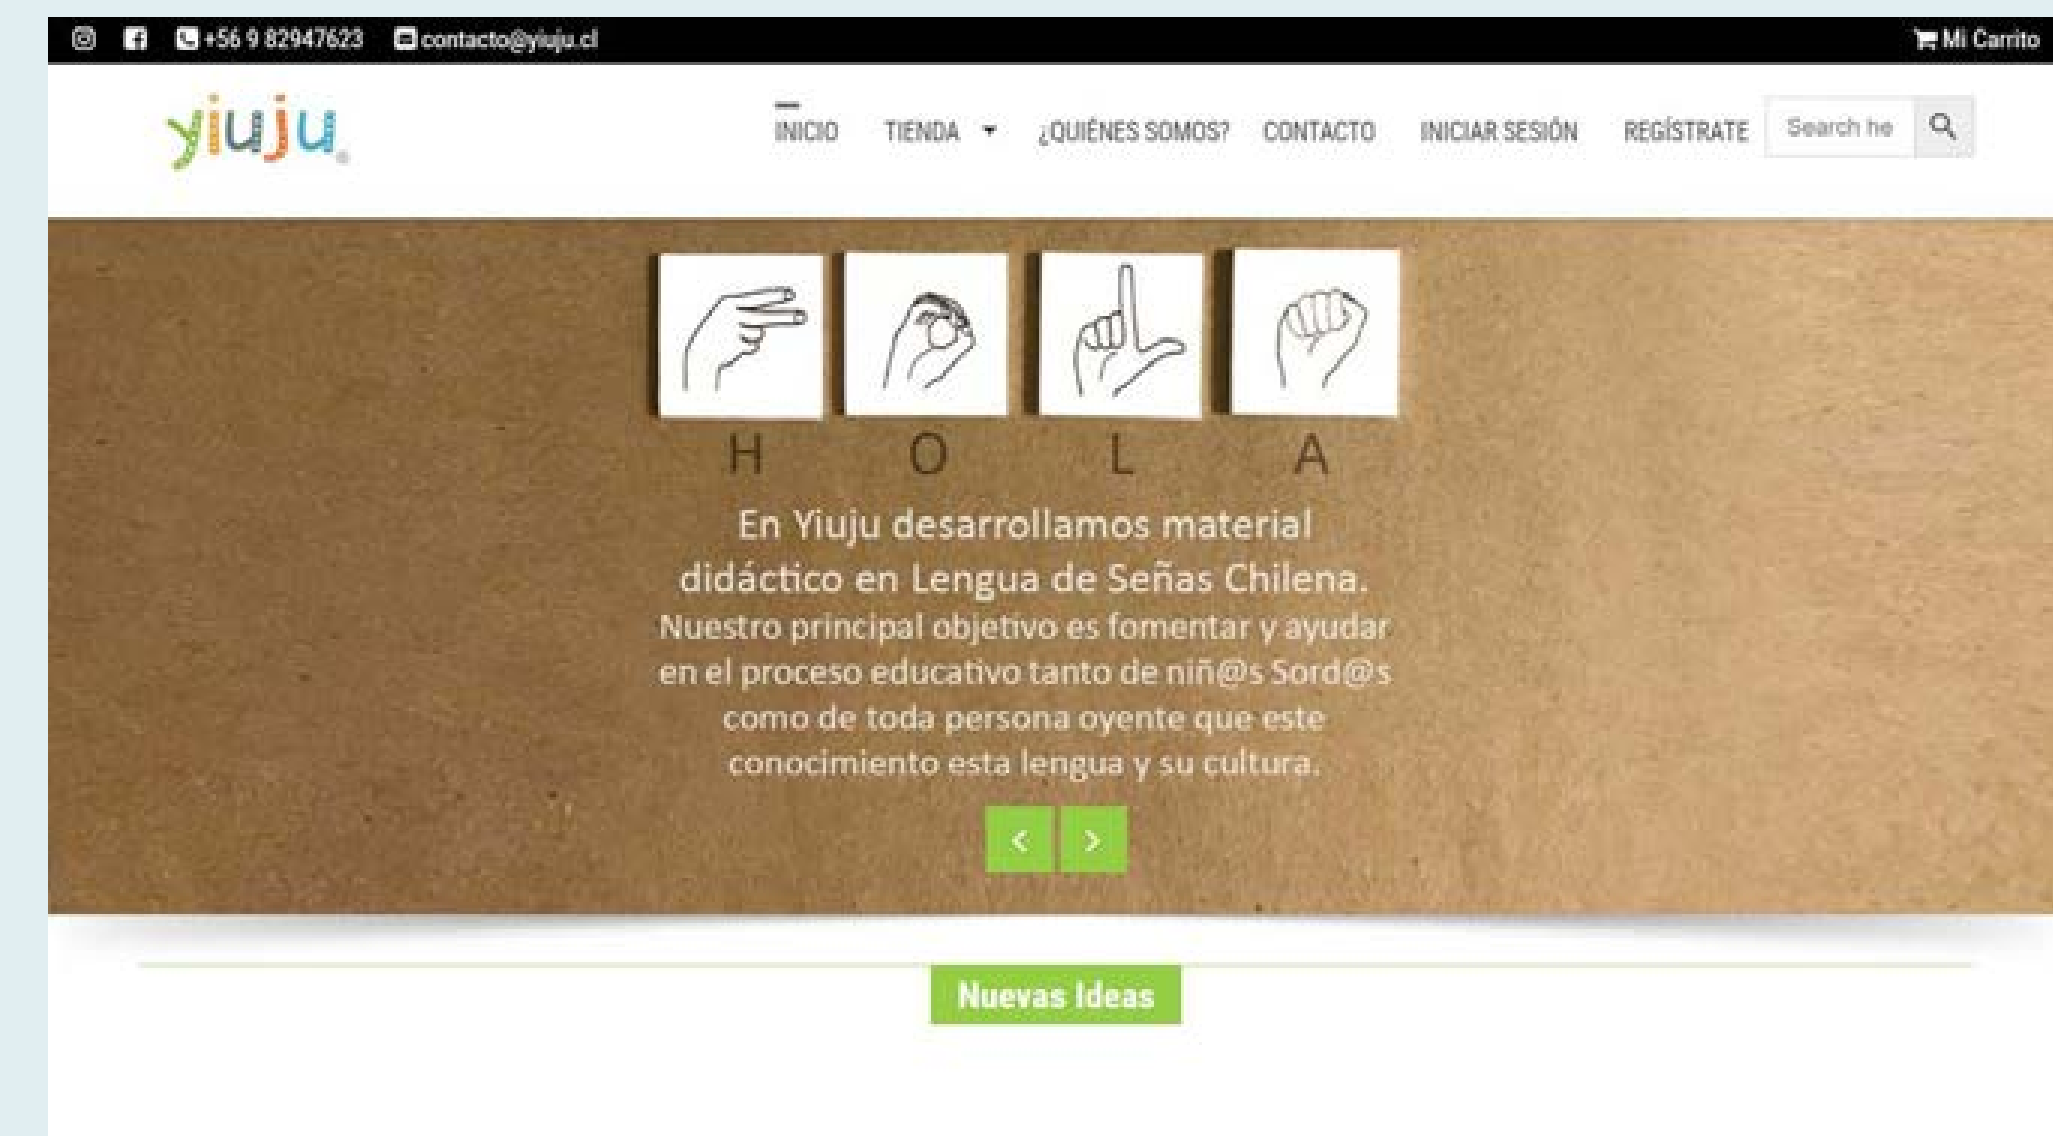 +56 9 82947623 contacto@yiuju.cl Mi Carrito
yiuju
INICIO TIENDA ¿QUIÉNES SOMOS? CONTACTO INICIAR SESIÓN REGÍSTRATE Search he
H O L A
En Yiuju desarrollamos material
didáctico en Lengua de Señas Chilena.
Nuestro principal objetivo es fomentar y ayudar
en el proceso educativo tanto de niñ@s Sord@s
como de toda persona oyente que este
conocimiento esta lengua y su cultura.
Nuevas Ideas